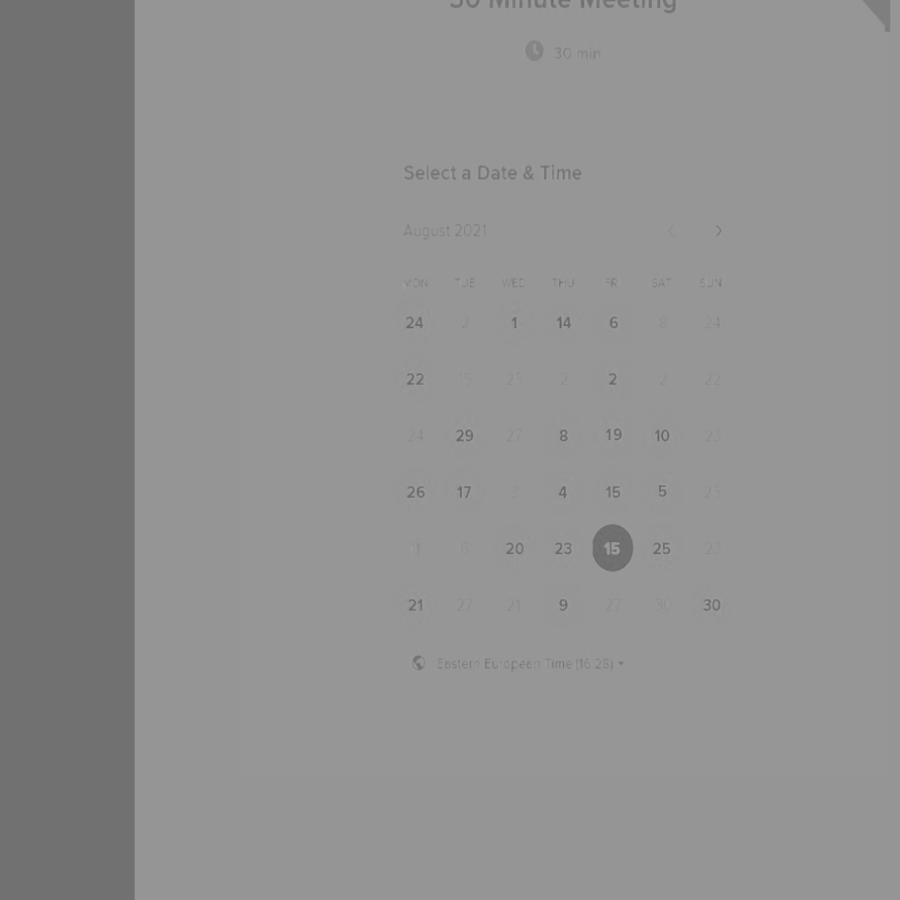 30 Minute Meeting
30 min
Select a Date & Time
August 2021
MON TUE WED THU FRI SAT SUN
24 2 1 14 6 8 24
22 15 25 2 2 2 22
24 29 27 8 19 10 23
26 17 3 4 15 5 25
11 6 20 23 15 25 23
21 27 21 9 27 30 30
Eastern European Time (16:28)